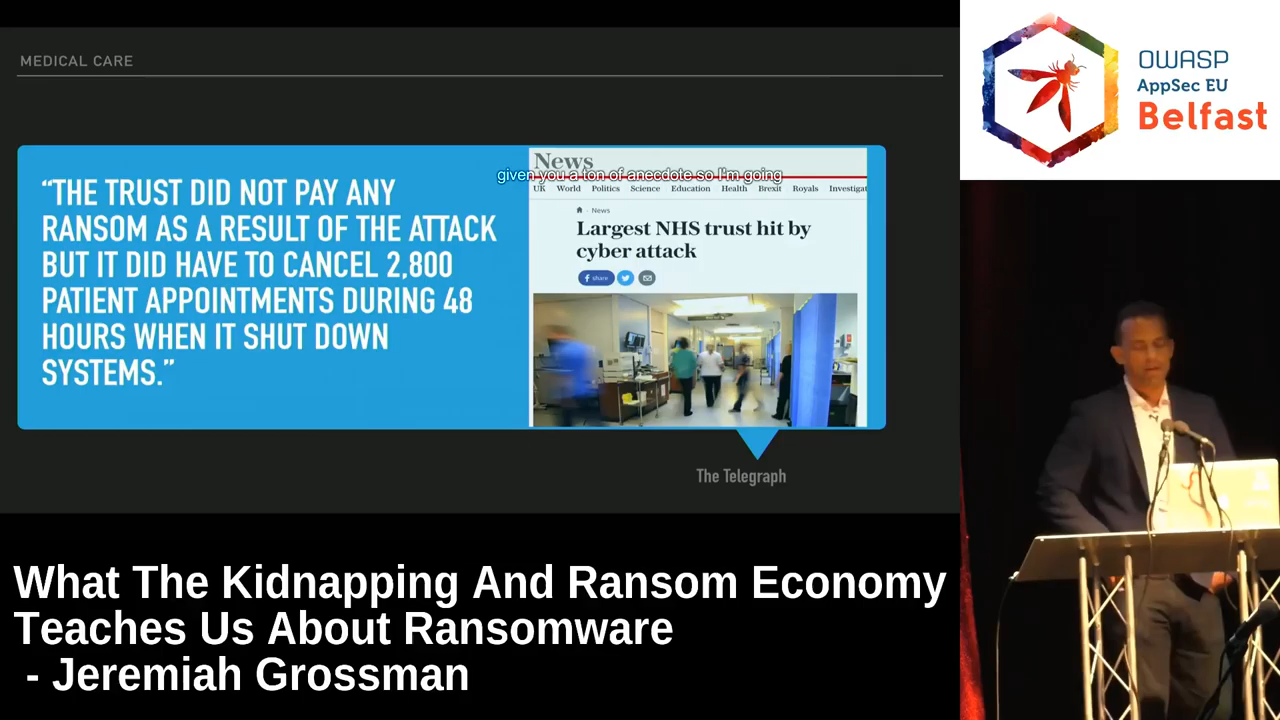 MEDICAL CARE
“THE TRUST DID NOT PAY ANY
RANSOM AS A RESULT OF THE ATTACK
BUT IT DID HAVE TO CANCEL 2,800
PATIENT APPOINTMENTS DURING 48
HOURS WHEN IT SHUT DOWN
SYSTEMS.”
News
given you a ton of anecdote so I'm going
UK World Politics Science Education Health Brexit Royals Investigat
News
Largest NHS trust hit by
cyber attack
f share
The Telegraph
OWASP
AppSec EU
Belfast
What The Kidnapping And Ransom Economy
Teaches Us About Ransomware
- Jeremiah Grossman